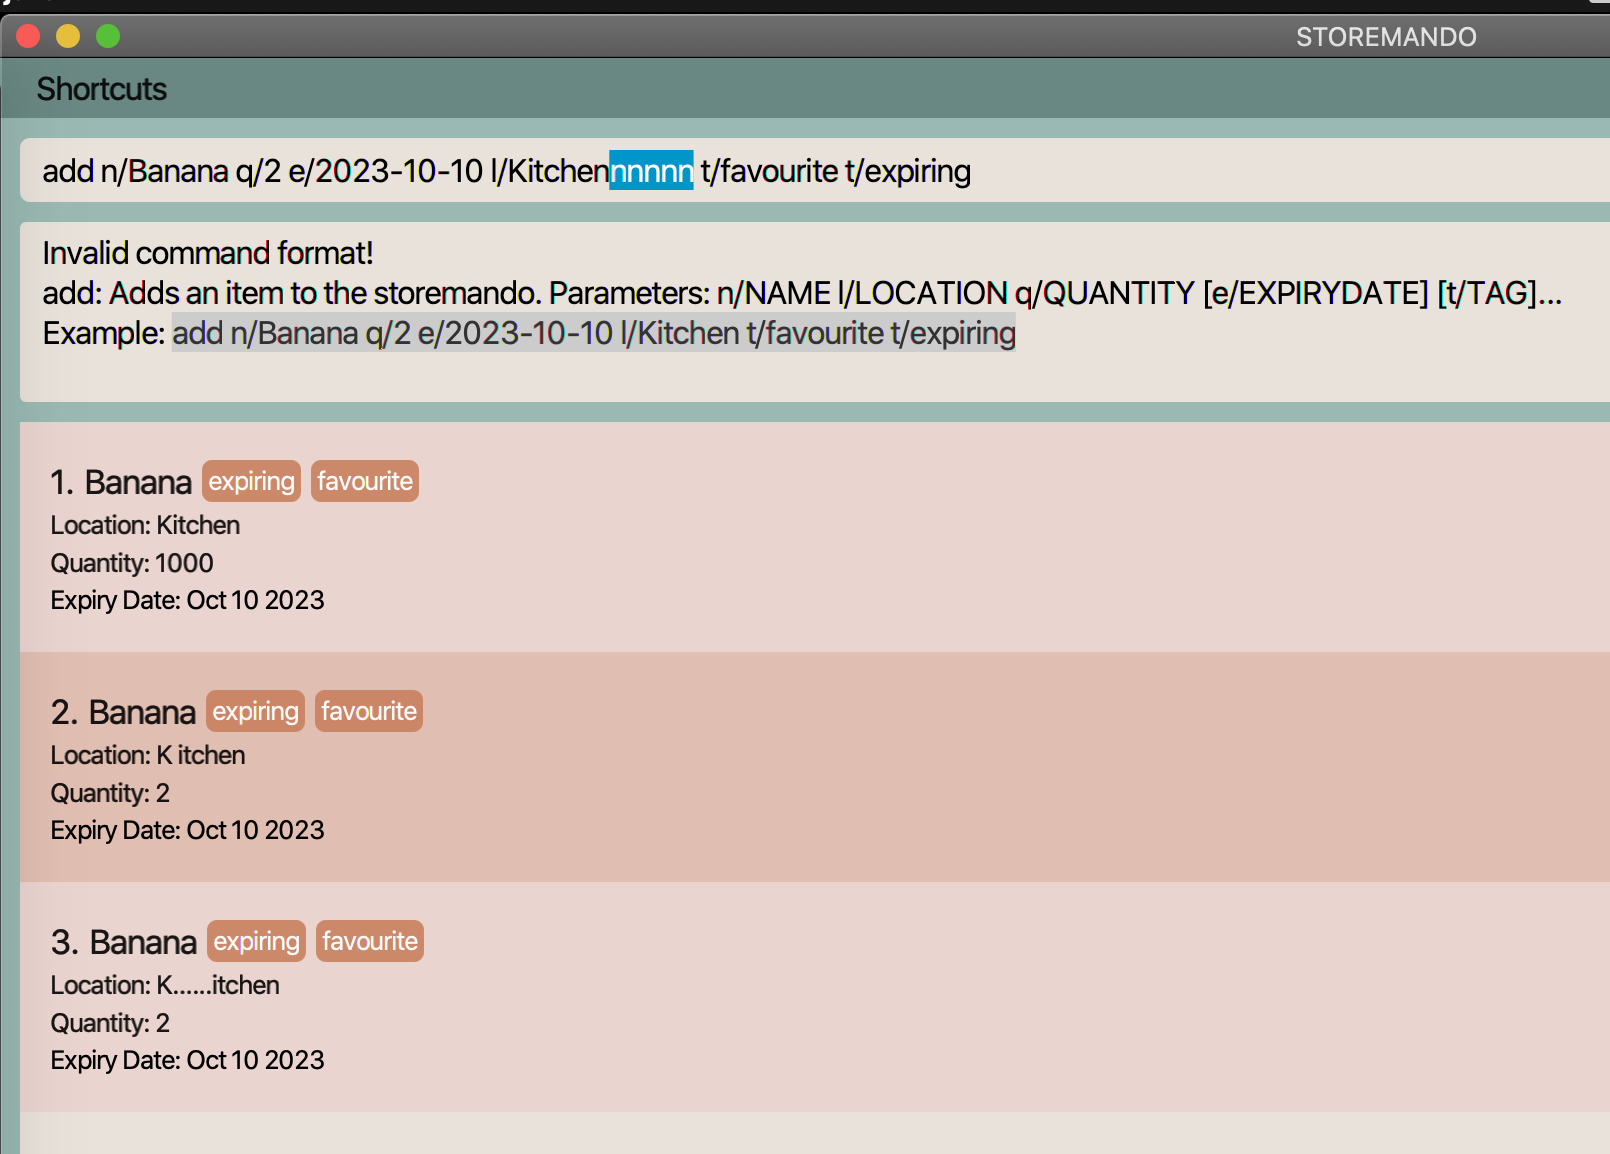 STOREMANDO
Shortcuts
add n/Banana q/2 e/2023-10-10 l/Kitchennnnnn t/favourite t/expiring
Invalid command format!
add: Adds an item to the storemando. Parameters: n/NAME l/LOCATION q/QUANTITY [e/EXPIRYDATE] [t/TAG]...
Example: add n/Banana q/2 e/2023-10-10 l/Kitchen t/favourite t/expiring
1. Banana expiring favourite
Location: Kitchen
Quantity: 1000
Expiry Date: Oct 10 2023
2. Banana expiring favourite
Location: K itchen
Quantity: 2
Expiry Date: Oct 10 2023
3. Banana expiring favourite
Location: K......itchen
Quantity: 2
Expiry Date: Oct 10 2023